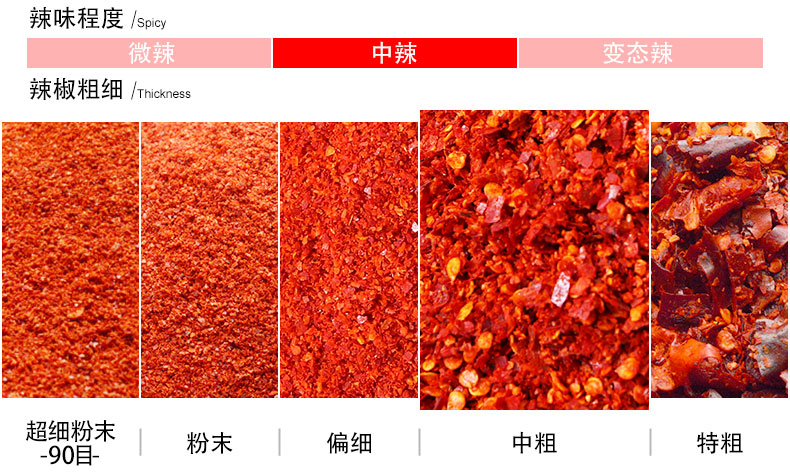 辣味程度 /Spicy
微辣 中辣 变态辣
辣椒粗细 /Thickness
超细粉末 | 粉末 | 偏细 | 中粗 | 特粗
-90目-